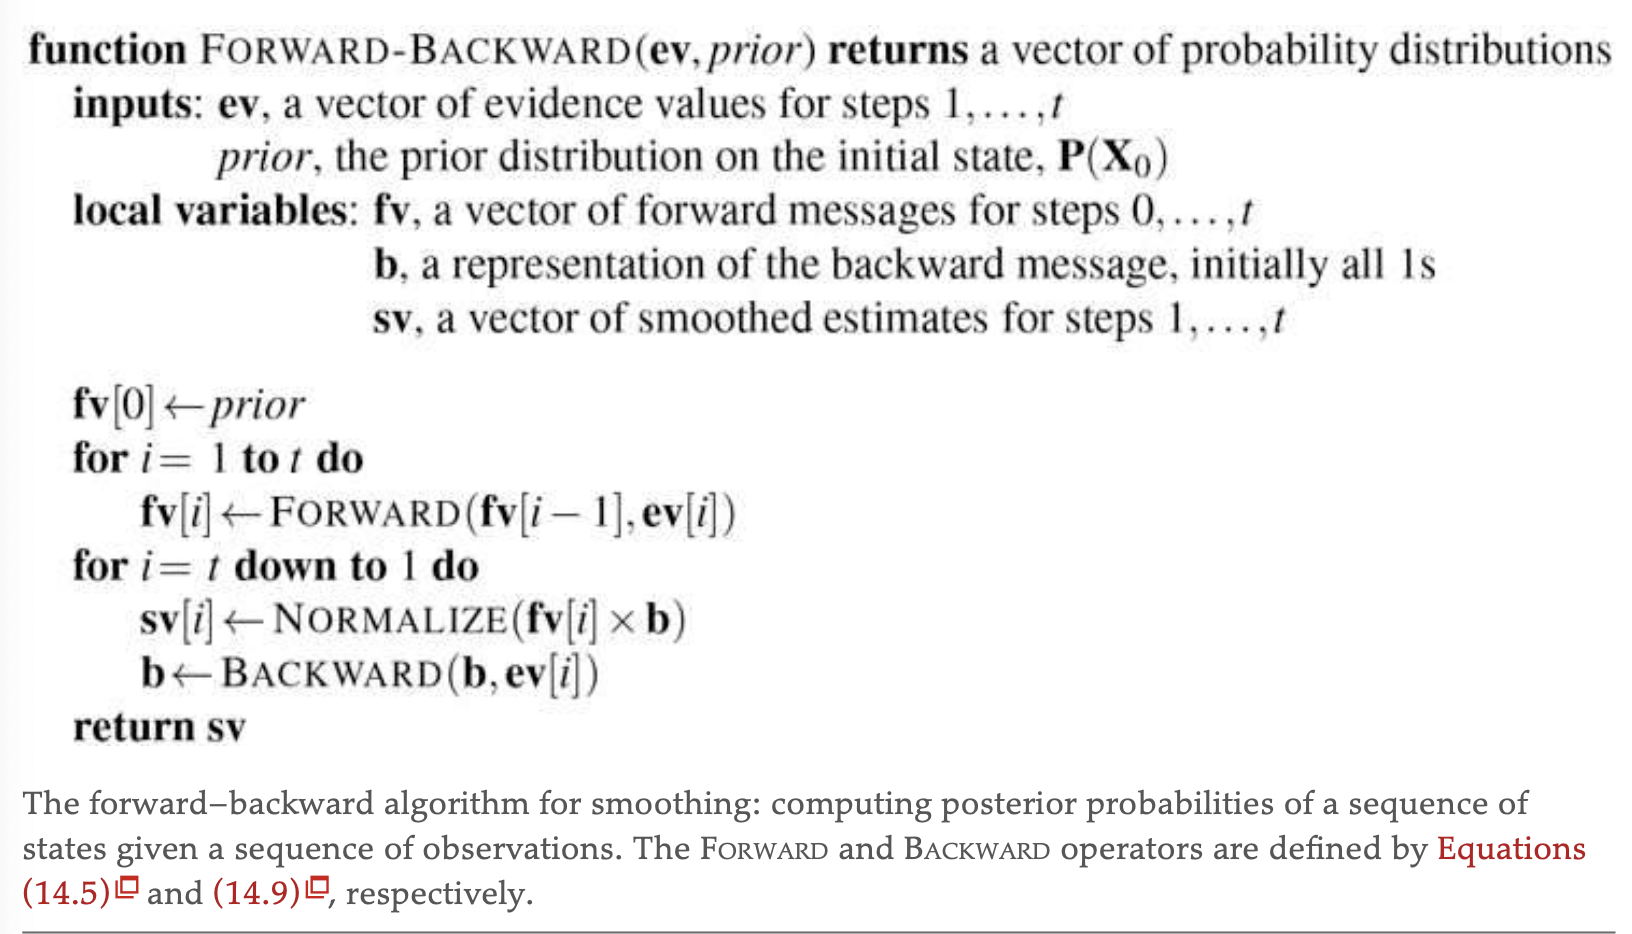 function FORWARD-BACKWARD(ev, prior) returns a vector of probability distributions
inputs: ev, a vector of evidence values for steps 1,…,t
prior, the prior distribution on the initial state, P(X₀)
local variables: fv, a vector of forward messages for steps 0,…,t
b, a representation of the backward message, initially all 1s
sv, a vector of smoothed estimates for steps 1,…,t
fv[0] ← prior
for i = 1 to t do
fv[i] ← FORWARD(fv[i − 1], ev[i])
for i = t down to 1 do
sv[i] ← NORMALIZE(fv[i] × b)
b ← BACKWARD(b, ev[i])
return sv
The forward–backward algorithm for smoothing: computing posterior probabilities of a sequence of
states given a sequence of observations. The FORWARD and BACKWARD operators are defined by Equations
(14.5) and (14.9), respectively.